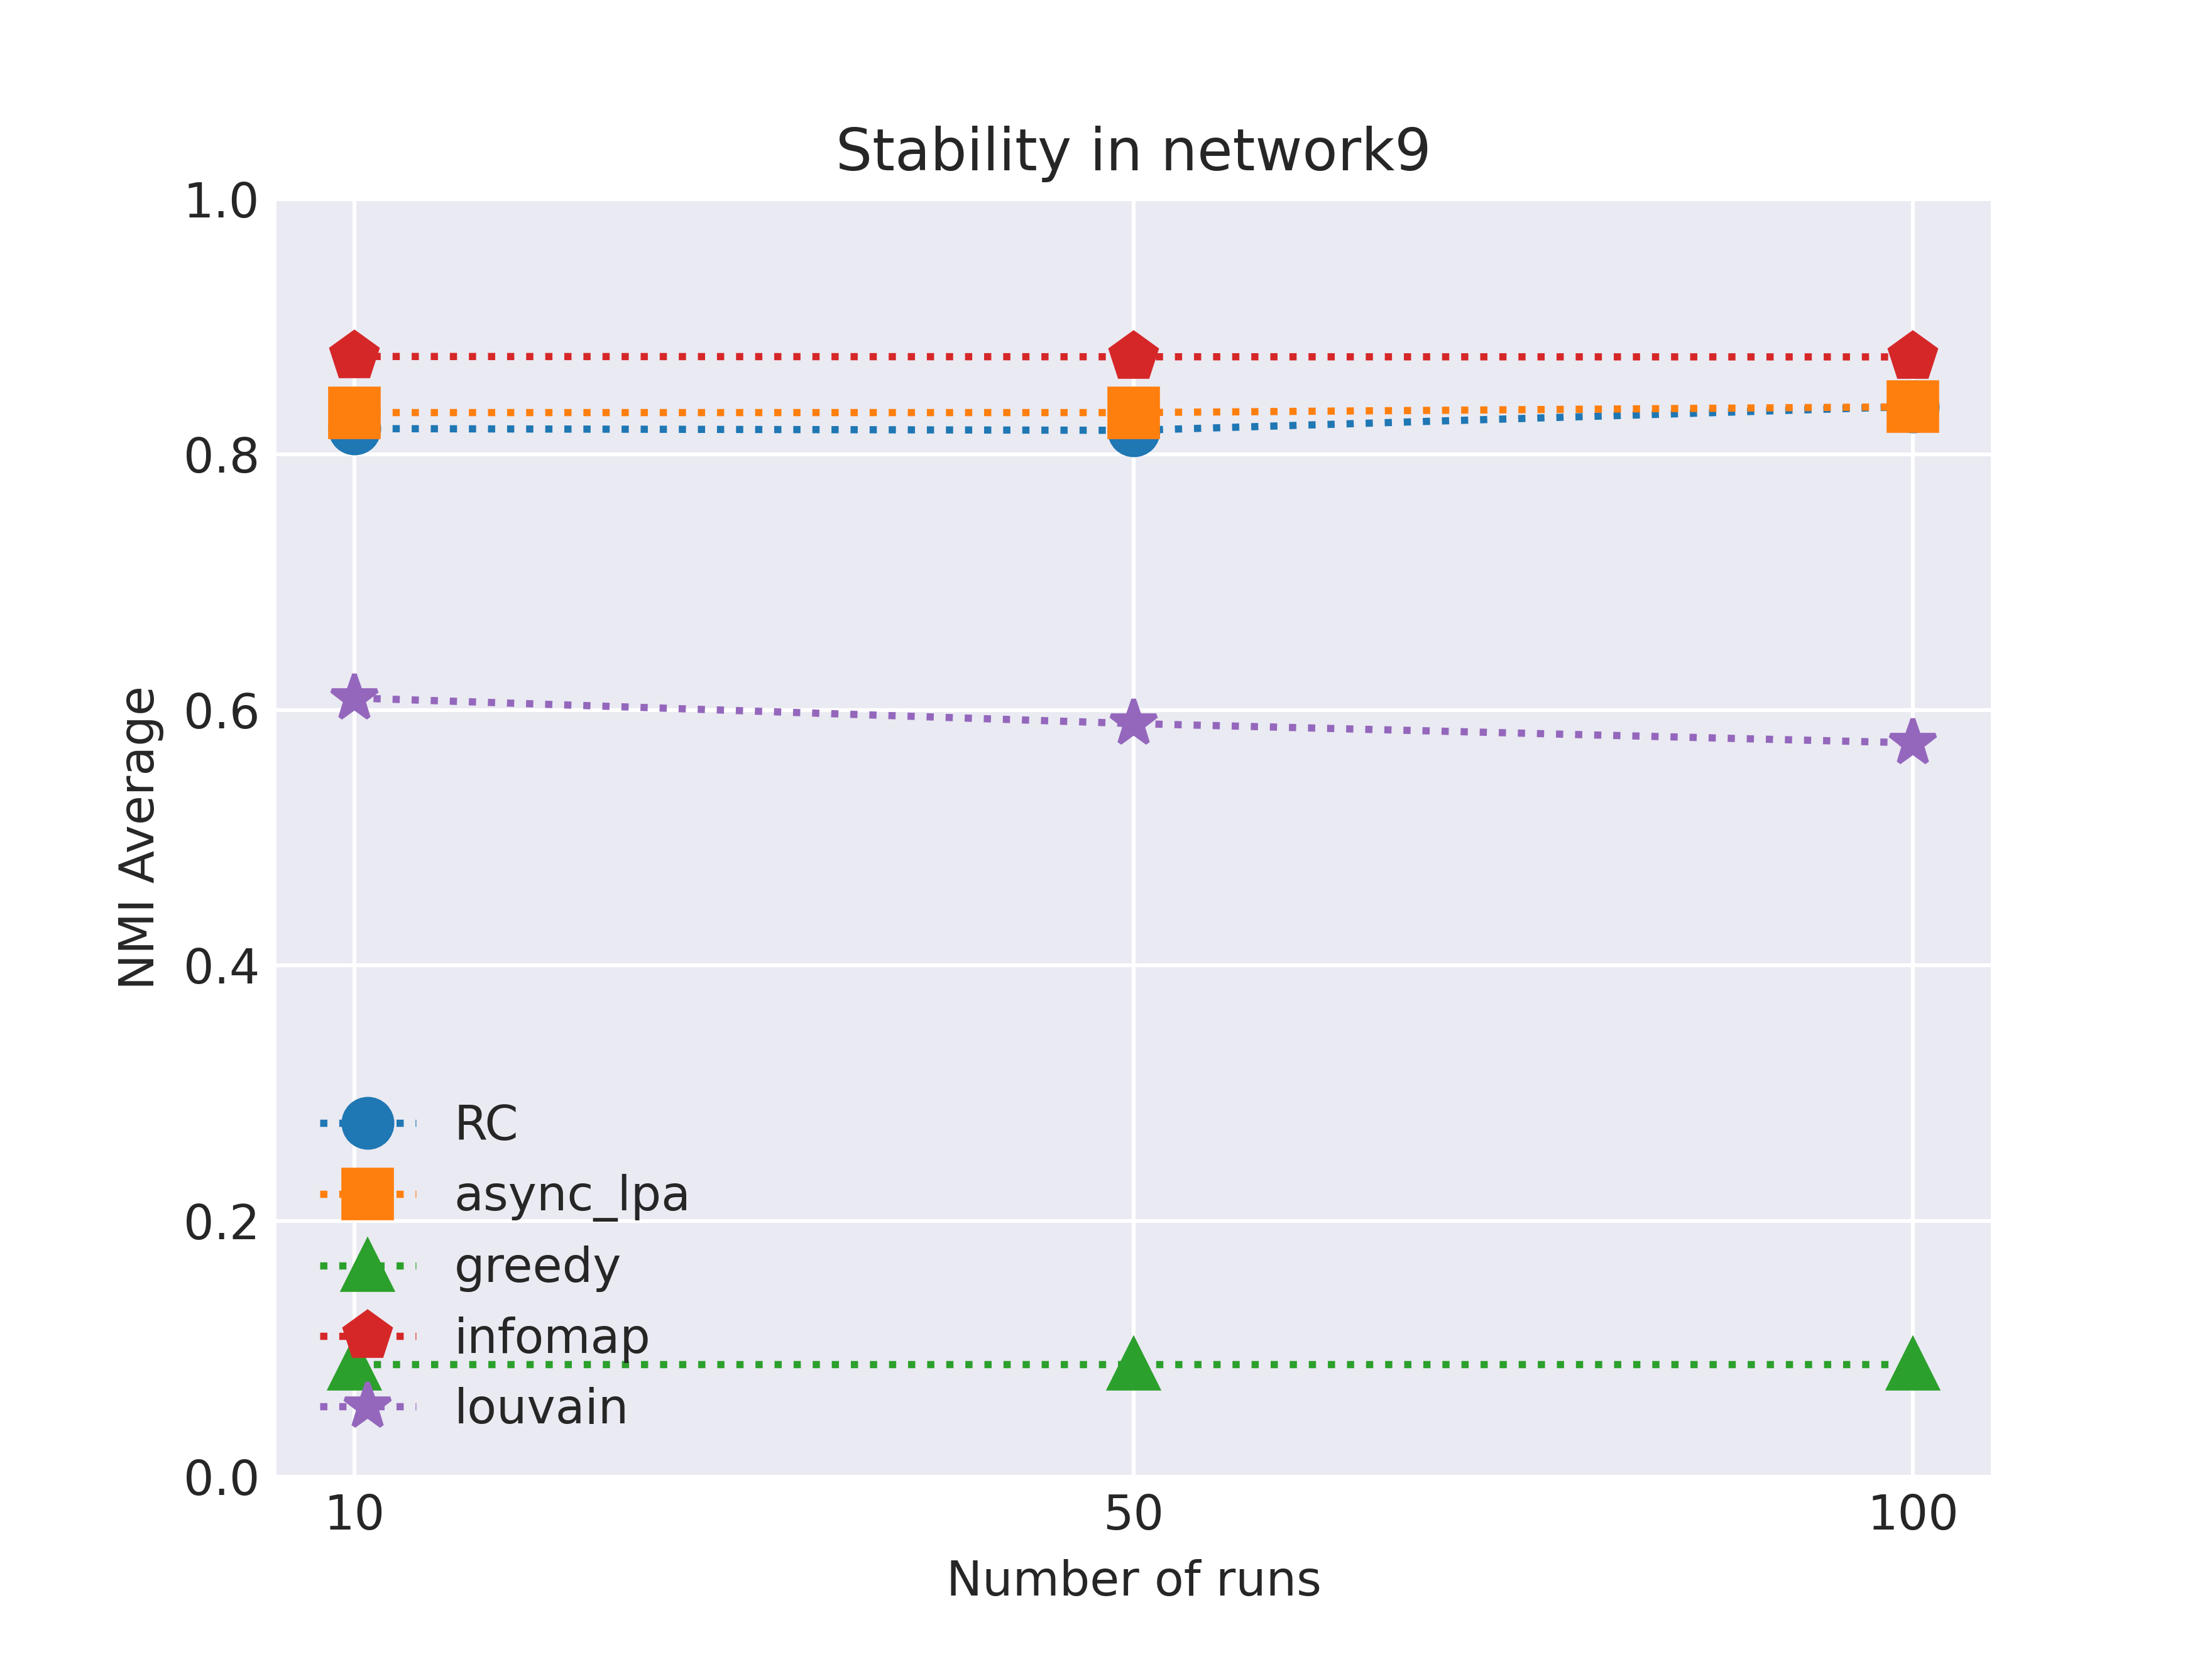 Stability in network9
1.0
0.8
0.6
0.4
0.2
0.0
NMI Average
RC
async_lpa
greedy
infomap
louvain
10 50 100
Number of runs